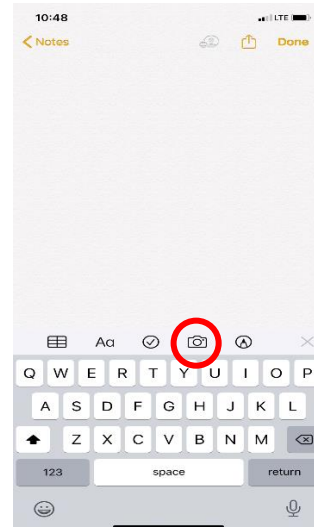 10:48
LTE
Notes
Done
Aa
Q W E R T Y U I O P
A S D F G H J K L
Z X C V B N M
123 space return